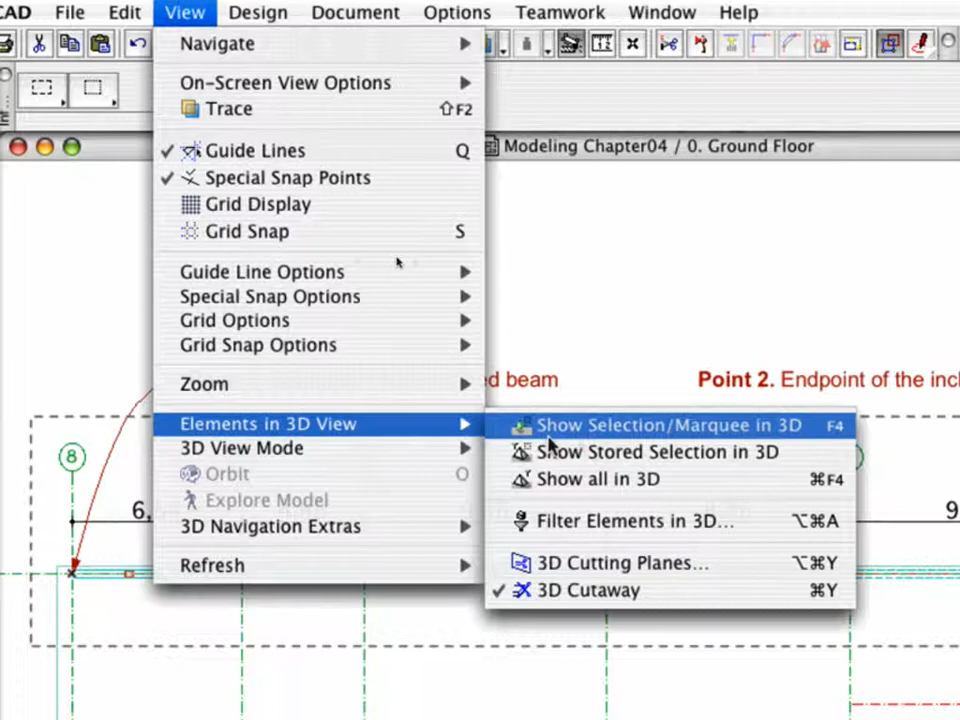 CAD File Edit View Design Document Options Teamwork Window Help
Navigate
On-Screen View Options
Trace ⇧F2
Guide Lines Q
Special Snap Points
Grid Display
Grid Snap S
Guide Line Options
Special Snap Options
Grid Options
Grid Snap Options
Zoom
Elements in 3D View
3D View Mode
Orbit O
Explore Model
3D Navigation Extras
Refresh
Show Selection/Marquee in 3D F4
Show Stored Selection in 3D
Show all in 3D ⌘F4
Filter Elements in 3D... ⌥⌘A
3D Cutting Planes... ⌥⌘Y
3D Cutaway ⌘Y
Modeling Chapter04 / 0. Ground Floor
beam
Point 2. Endpoint of the
8
6,
9